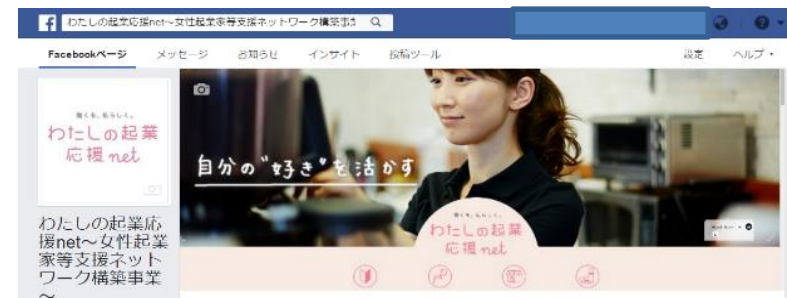 わたしの起業応援net～女性起業家等支援ネットワーク構築事業
Facebookページ メッセージ お知らせ インサイト 投稿ツール 設定 ヘルプ
働くを、私らしく。
わたしの起業
応援net
自分の"好き"を活かす
働くを、私らしく。
わたしの起業
応援net
わたしの起業応
援net～女性起業
家等支援ネット
ワーク構築事業
～